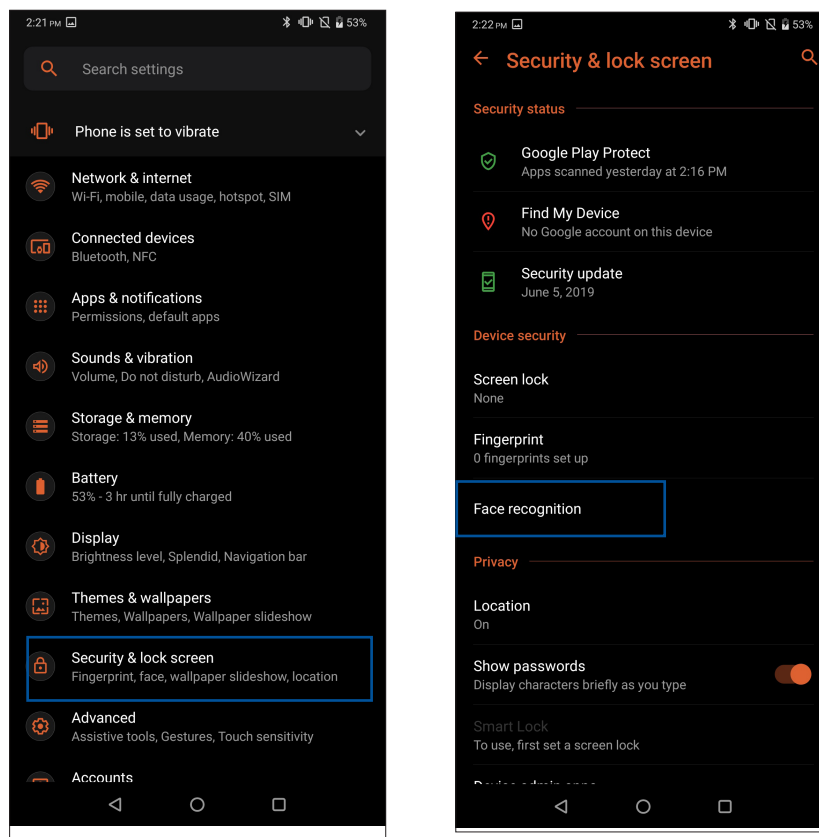 2:21 PM
53%
Search settings
Phone is set to vibrate
Network & internet
Wi-Fi, mobile, data usage, hotspot, SIM
Connected devices
Bluetooth, NFC
Apps & notifications
Permissions, default apps
Sounds & vibration
Volume, Do not disturb, AudioWizard
Storage & memory
Storage: 13% used, Memory: 40% used
Battery
53% - 3 hr until fully charged
Display
Brightness level, Splendid, Navigation bar
Themes & wallpapers
Themes, Wallpapers, Wallpaper slideshow
Security & lock screen
Fingerprint, face, wallpaper slideshow, location
Advanced
Assistive tools, Gestures, Touch sensitivity
Accounts
2:22 PM
53%
Security & lock screen
Security status
Google Play Protect
Apps scanned yesterday at 2:16 PM
Find My Device
No Google account on this device
Security update
June 5, 2019
Device security
Screen lock
None
Fingerprint
0 fingerprints set up
Face recognition
Privacy
Location
On
Show passwords
Display characters briefly as you type
Smart Lock
To use, first set a screen lock
Device admin apps